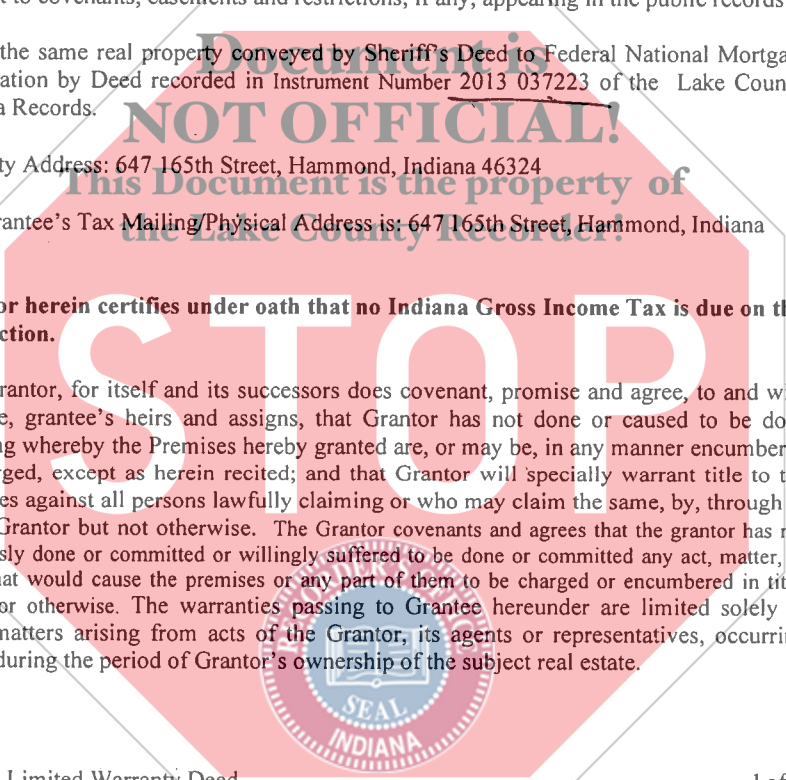 t to covenants, easements and restrictions, if any, appearing in the public records
Document is
the same real property conveyed by Sheriff's Deed to Federal National Mortga
ation by Deed recorded in Instrument Number 2013 037223 of the Lake Coun
a Records.
NOT OFFICIAL!
ty Address: 647 165th Street, Hammond, Indiana 46324
This Document is the property of
rantee's Tax Mailing/Physical Address is: 647 165th Street, Hammond, Indiana
the Lake County Recorder!
or herein certifies under oath that no Indiana Gross Income Tax is due on th
ction.
STOP
rantor, for itself and its successors does covenant, promise and agree, to and wi
e, grantee's heirs and assigns, that Grantor has not done or caused to be do
ng whereby the Premises hereby granted are, or may be, in any manner encumber
rged, except as herein recited; and that Grantor will specially warrant title to t
es against all persons lawfully claiming or who may claim the same, by, through
Grantor but not otherwise. The Grantor covenants and agrees that the grantor has n
sly done or committed or willingly suffered to be done or committed any act, matter,
hat would cause the premises or any part of them to be charged or encumbered in tit
or otherwise. The warranties passing to Grantee hereunder are limited solely
matters arising from acts of the Grantor, its agents or representatives, occurri
during the period of Grantor's ownership of the subject real estate.
RECORDER'S OFFICE
SEAL
INDIANA
Limited Warranty Deed
1 of